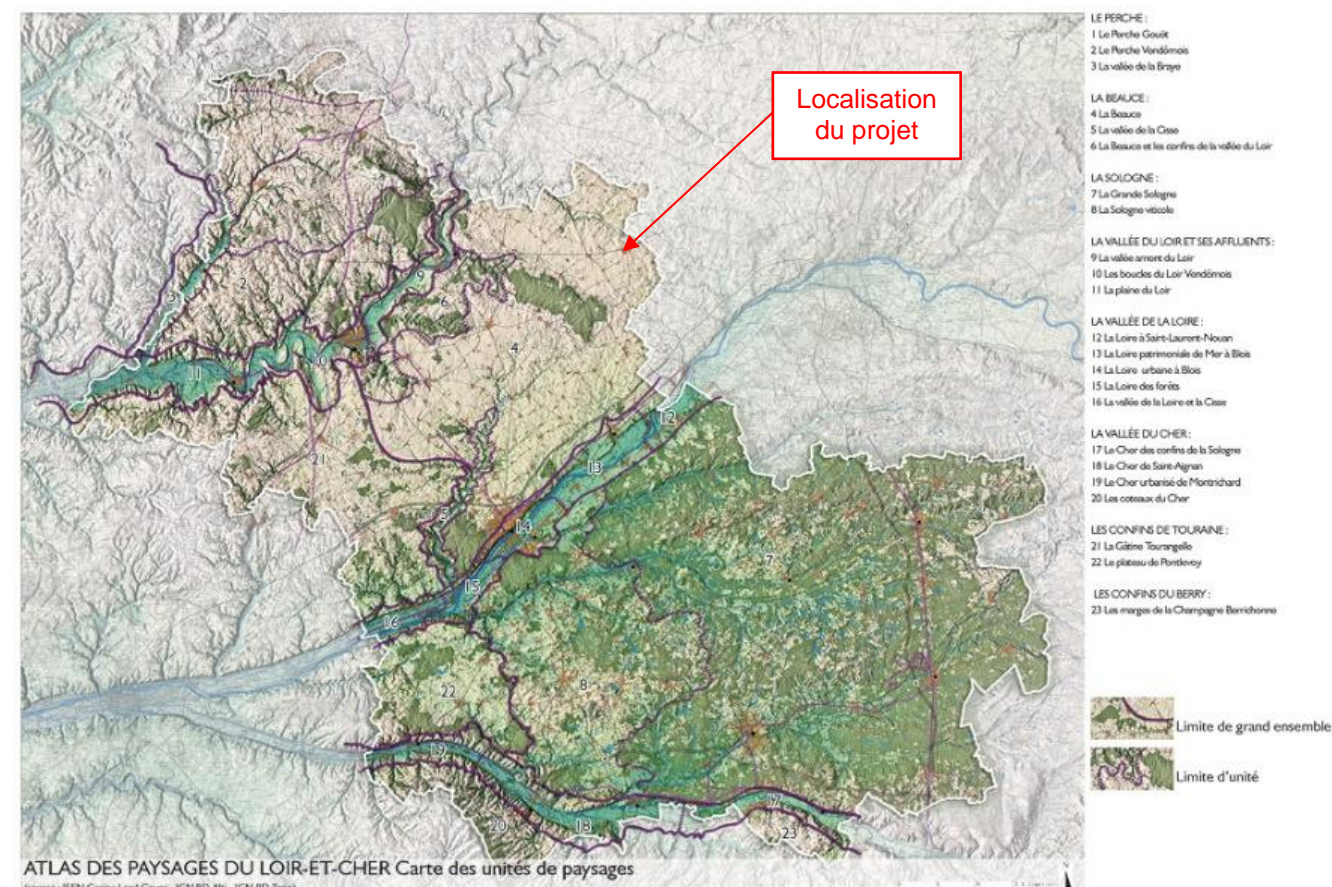 Localisation
du projet
LE PERCHE :
1 Le Perche Gouët
2 Le Perche Vendômois
3 La vallée de la Braye
LA BEAUCE :
4 La Beauce
5 La vallée de la Cisse
6 La Beauce et les confins de la vallée du Loir
LA SOLOGNE :
7 La Grande Sologne
8 La Sologne viticole
LA VALLÉE DU LOIR ET SES AFFLUENTS :
9 La vallée amont du Loir
10 Les boucles du Loir Vendômois
11 La plaine du Loir
LA VALLÉE DE LA LOIRE :
12 La Loire à Saint-Laurent-Nouan
13 La Loire patrimoniale de Mer à Blois
14 La Loire urbaine à Blois
15 La Loire des forêts
16 La vallée de la Loire et la Cisse
LA VALLÉE DU CHER :
17 Le Cher des confins de la Sologne
18 Le Cher de Saint-Aignan
19 Le Cher urbanisé de Montrichard
20 Les coteaux du Cher
LES CONFINS DE TOURAINE :
21 La Gâtine Tourangelle
22 Le plateau de Pontlevoy
LES CONFINS DU BERRY :
23 Les marges de la Champagne Berrichonne
Limite de grand ensemble
Limite d'unité
2
3
9
6
4
10
11
21
12
13
5
14
7
15
16
8
22
19
17
20
18
23
ATLAS DES PAYSAGES DU LOIR-ET-CHER Carte des unités de paysages